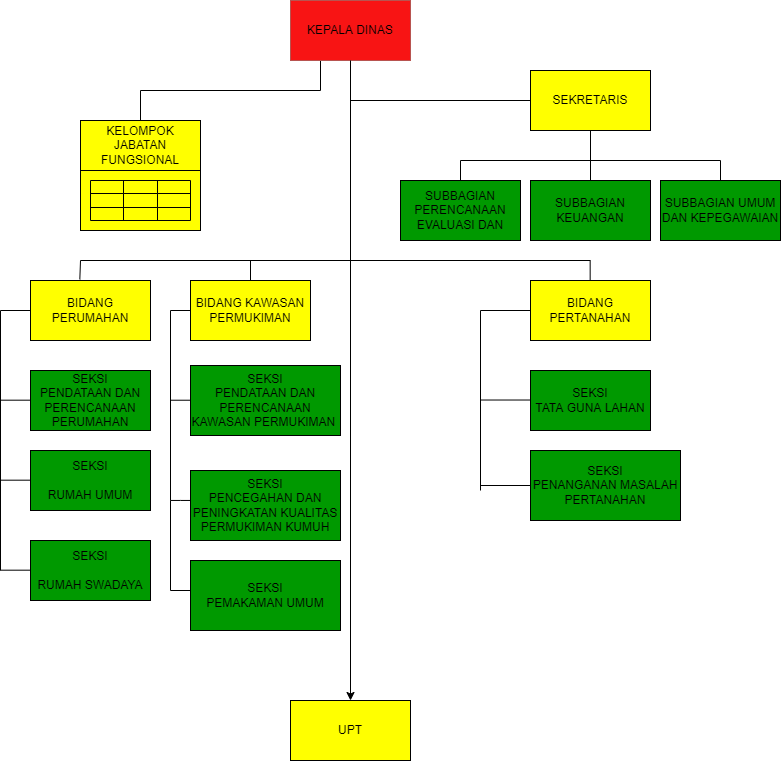 KEPALA DINAS
SEKRETARIS
KELOMPOK
JABATAN
FUNGSIONAL
SUBBAGIAN
PERENCANAAN
EVALUASI DAN
SUBBAGIAN
KEUANGAN
SUBBAGIAN UMUM
DAN KEPEGAWAIAN
BIDANG
PERUMAHAN
BIDANG KAWASAN
PERMUKIMAN
BIDANG
PERTANAHAN
SEKSI
PENDATAAN DAN
PERENCANAAN
PERUMAHAN
SEKSI
PENDATAAN DAN
PERENCANAAN
KAWASAN PERMUKIMAN
SEKSI
TATA GUNA LAHAN
SEKSI
RUMAH UMUM
SEKSI
PENCEGAHAN DAN
PENINGKATAN KUALITAS
PERMUKIMAN KUMUH
SEKSI
PENANGANAN MASALAH
PERTANAHAN
SEKSI
RUMAH SWADAYA
SEKSI
PEMAKAMAN UMUM
UPT